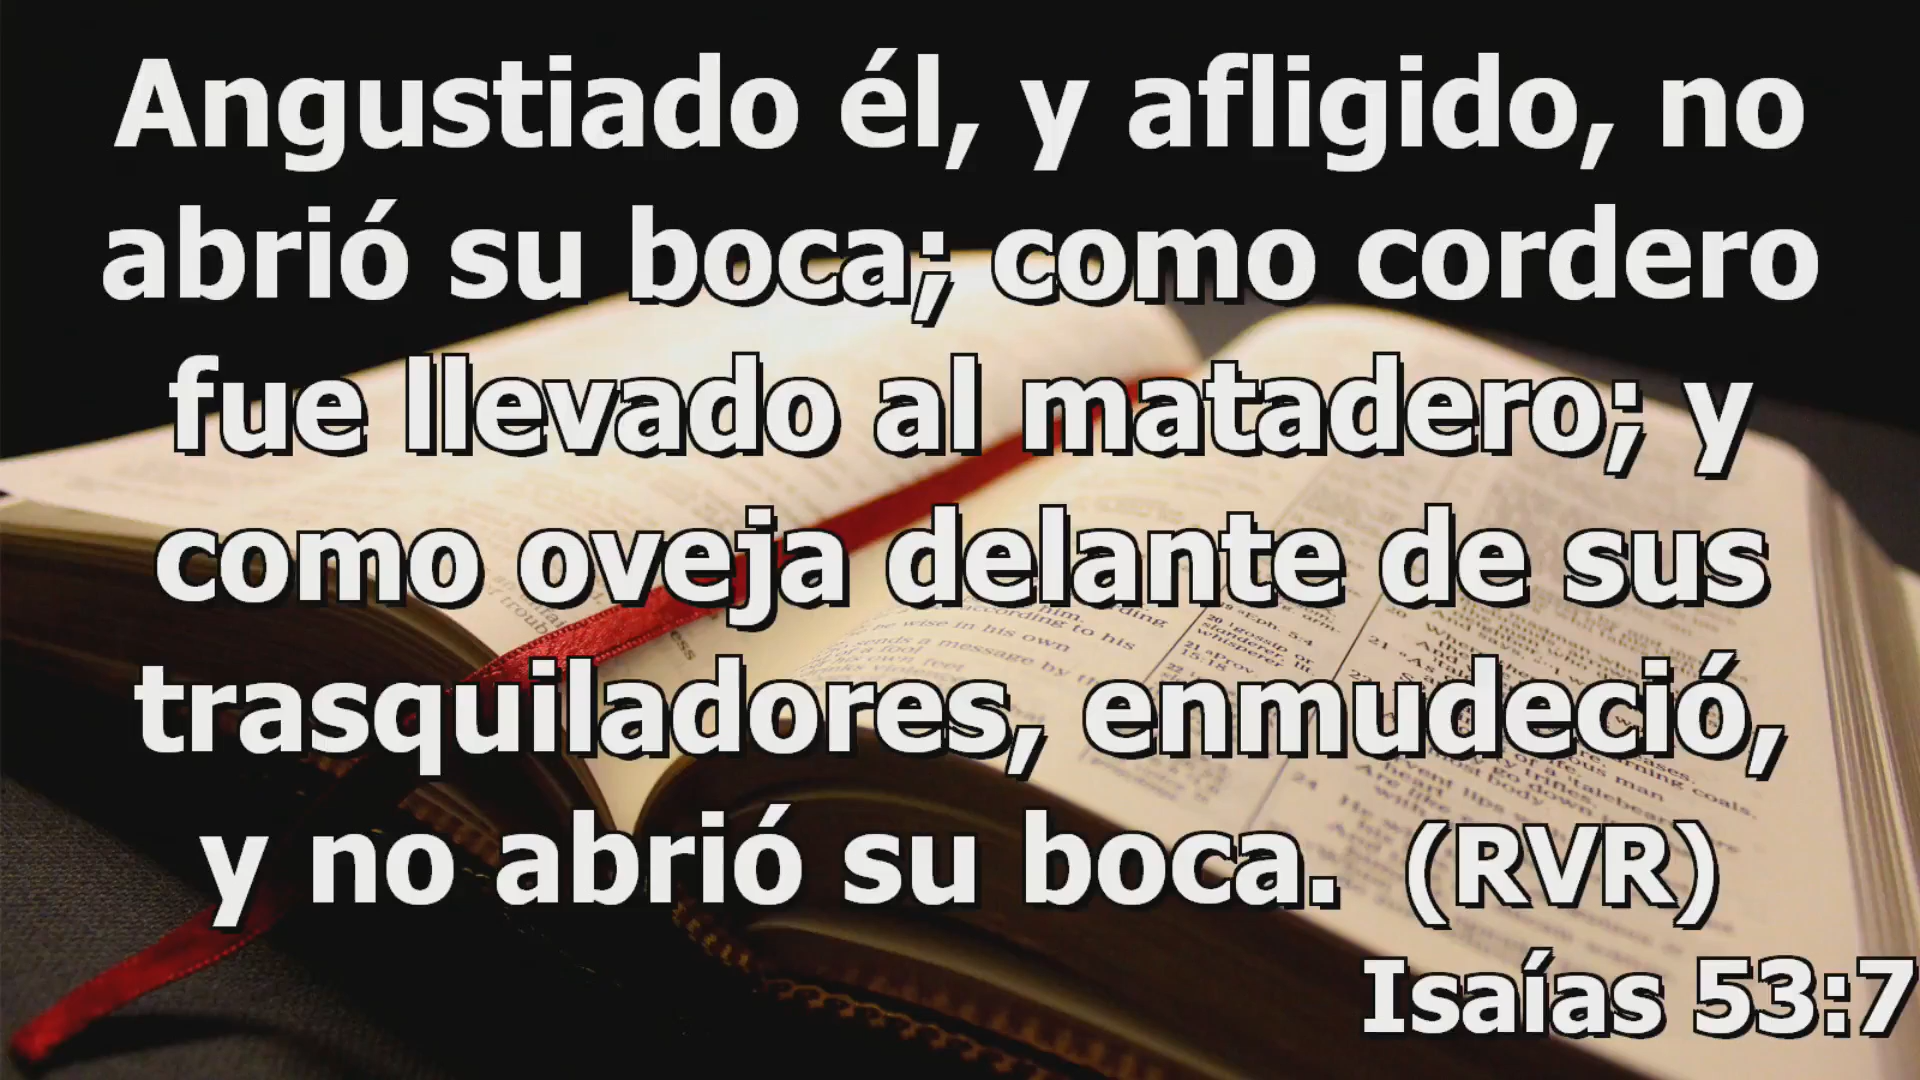 Angustiado él, y afligido, no
abrió su boca; como cordero
fue llevado al matadero; y
como oveja delante de sus
trasquiladores, enmudeció,
y no abrió su boca. (RVR)
Isaías 53:7